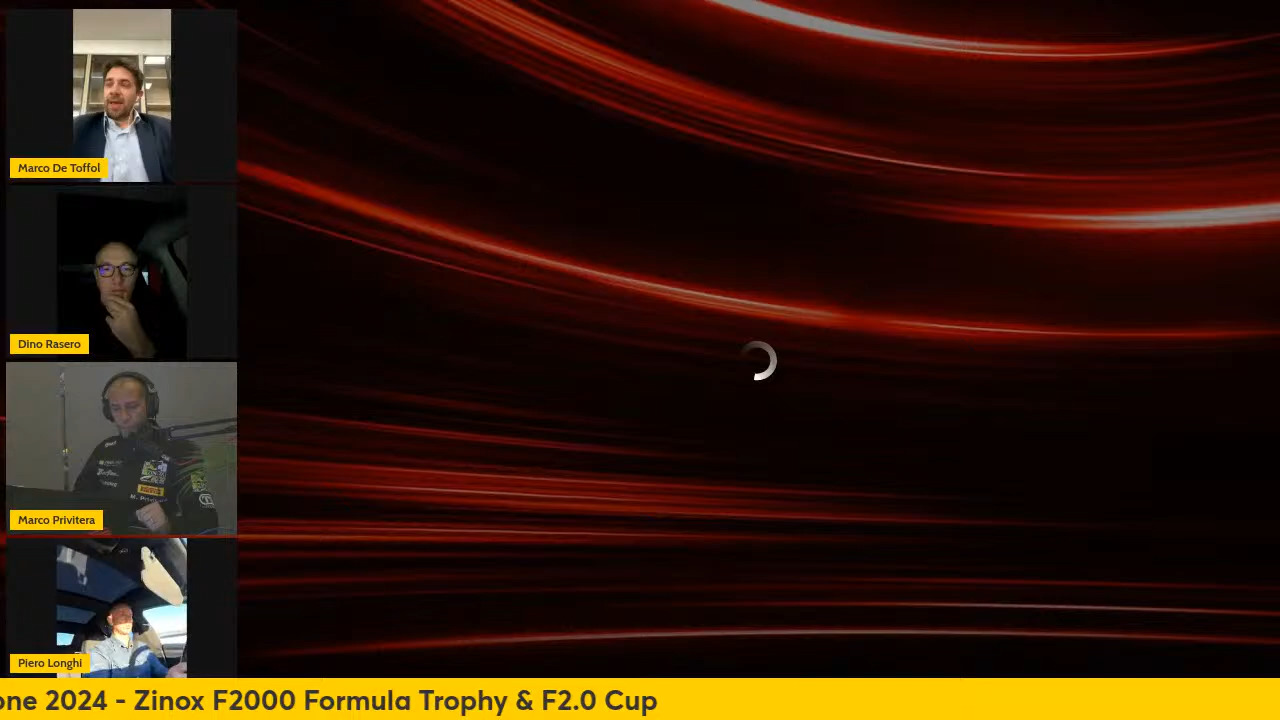 Marco De Toffol
Dino Rasero
Marco Privitera
Piero Longhi
one 2024 - Zinox F2000 Formula Trophy & F2.0 Cup